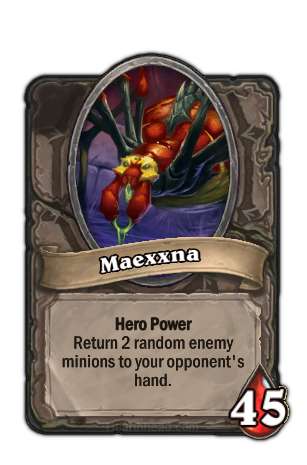 Maexxna
Hero Power
Return 2 random enemy
minions to your opponent's
hand.
45